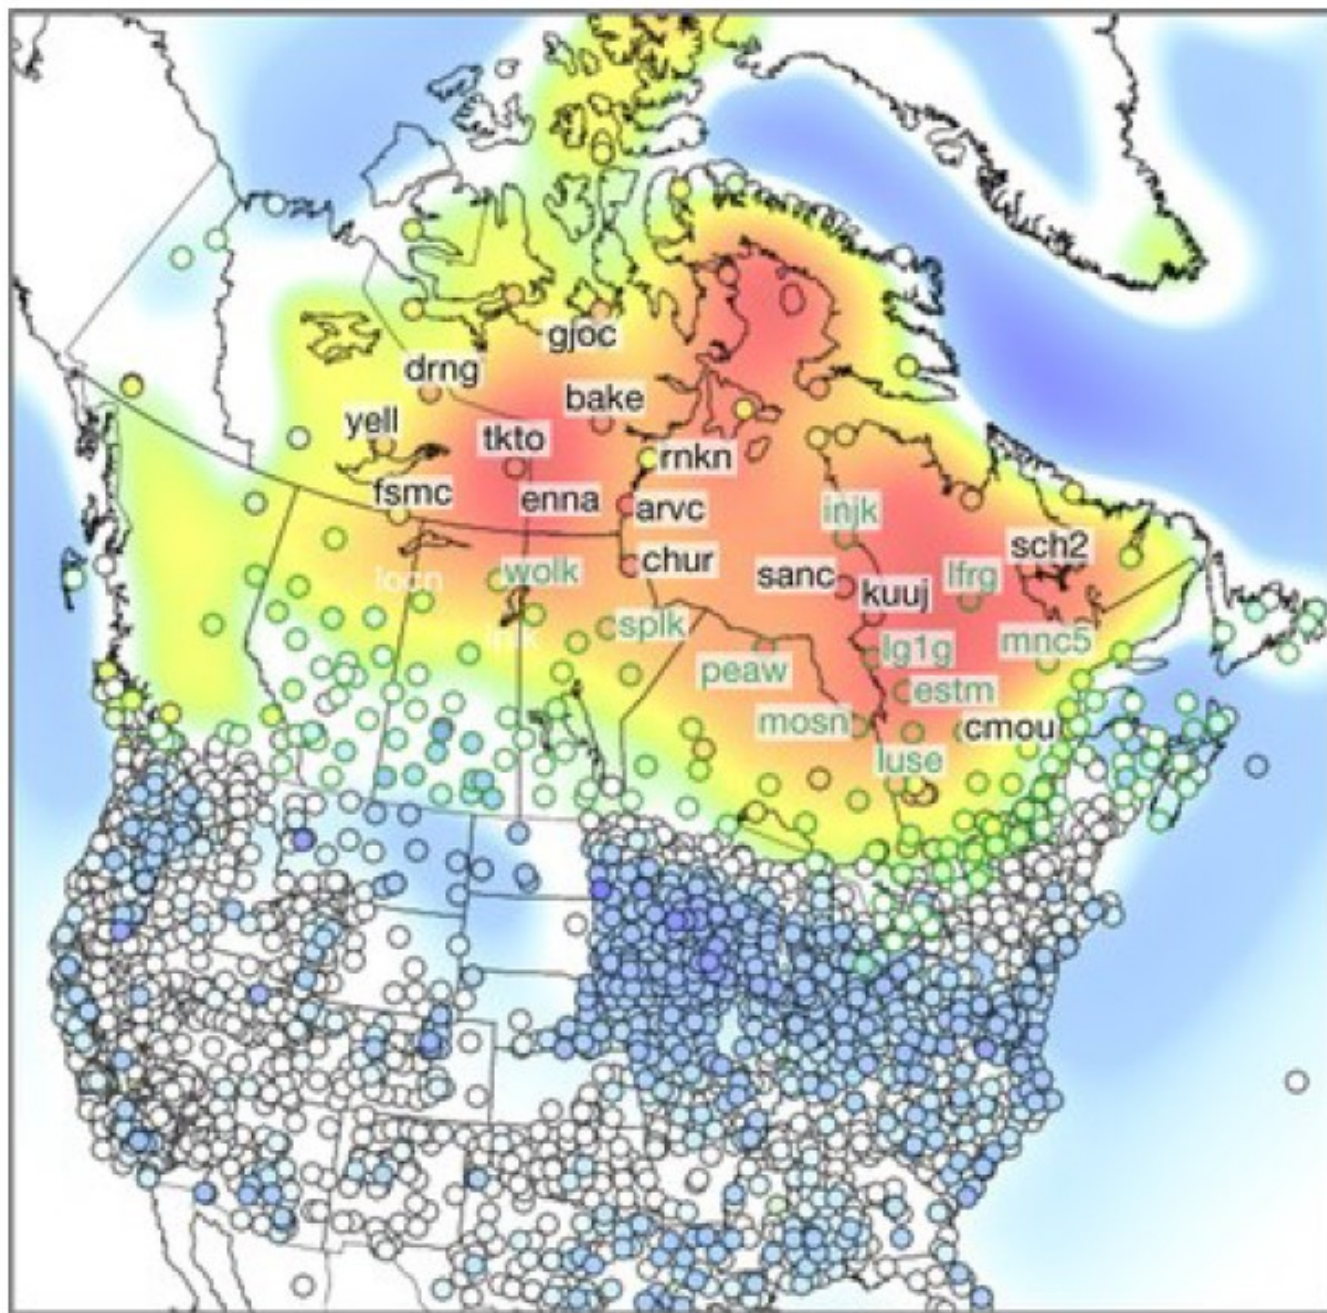 gjoc
drng
bake
yell
tkto
rnkn
fsmc
enna
arvc
injk
sch2
chur
locn
wolk
sanc
kuuj
lfrg
splk
mnc5
peaw
lg1g
estm
mosn
cmou
luse